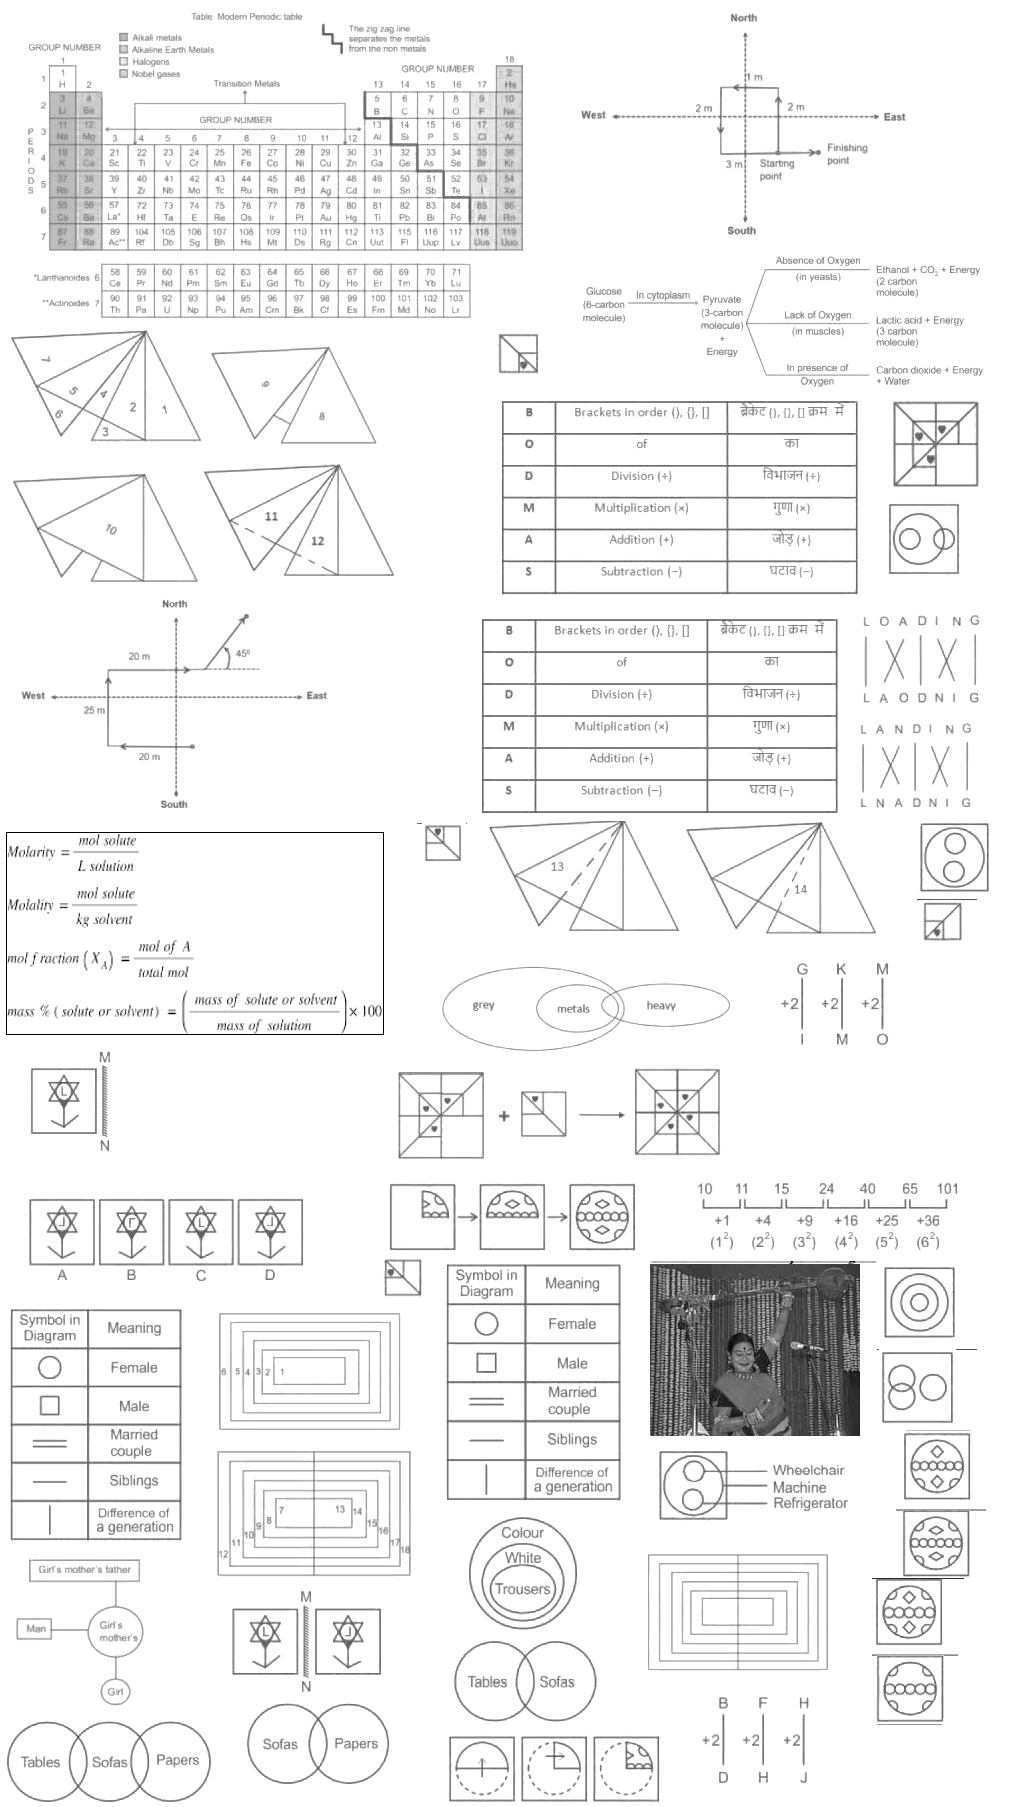 Table Modern Periodic table
Alkali metals
Alkaline Earth Metals
Halogens
Nobel gases
The zig zag line
separates the metals
from the non metals
GROUP NUMBER
GROUP NUMBER
Transition Metals
GROUP NUMBER
PERIODS
1 18
1 1 2
H 2 13 14 15 16 17 He
2 3 4 5 6 7 8 9 10
Li Be B C N O F Ne
3 11 12 3 4 5 6 7 8 9 10 11 12 13 14 15 16 17 18
Na Mg Al Si P S Cl Ar
4 19 20 21 22 23 24 25 26 27 28 29 30 31 32 33 34 35 36
K Ca Sc Ti V Cr Mn Fe Co Ni Cu Zn Ga Ge As Se Br Kr
5 37 38 39 40 41 42 43 44 45 46 47 48 49 50 51 52 53 54
Rb Sr Y Zr Nb Mo Tc Ru Rh Pd Ag Cd In Sn Sb Te I Xe
6 55 56 57 72 73 74 75 76 77 78 79 80 81 82 83 84 85 86
Cs Ba La* Hf Ta E Re Os Ir Pt Au Hg Ti Pb Bi Po At Rn
7 87 88 89 104 105 106 107 108 109 110 111 112 113 114 115 116 117 118 119
Fr Ra Ac** Rf Db Sg Bh Hs Mt Ds Rg Cn Uut Fl Uup Lv Uus Uuo
*Lanthanoides 6 58 59 60 61 62 63 64 65 66 67 68 69 70 71
Ce Pr Nd Pm Sm Eu Gd Tb Dy Ho Er Tm Yb Lu
**Actinoides 7 90 91 92 93 94 95 96 97 98 99 100 101 102 103
Th Pa U Np Pu Am Cm Bk Cf Es Fm Md No Lr
North
1 m
2 m
2 m
West
East
3 m
Starting
point
Finishing
point
South
Glucose
(6-carbon
molecule)
In cytoplasm
Pyruvate
(3-carbon
molecule)
+
Energy
Absence of Oxygen
(in yeasts)
Ethanol + CO₂ + Energy
(2 carbon
molecule)
Lack of Oxygen
(in muscles)
Lactic acid + Energy
(3 carbon
molecule)
In presence of
Oxygen
Carbon dioxide + Energy
+ Water
7
5
4
6
2
1
3
9
8
10
11
12
B Brackets in order (), {}, [] ब्रैकेट (), {}, [] क्रम में
O of का
D Division (÷) विभाजन (÷)
M Multiplication (×) गुणा (×)
A Addition (+) जोड़ (+)
S Subtraction (−) घटाव (−)
North
20 m
45⁰
West
East
25 m
20 m
South
B Brackets in order (), {}, [] ब्रैकेट (), {}, [] क्रम में
O of का
D Division (÷) विभाजन (÷)
M Multiplication (×) गुणा (×)
A Addition (+) जोड़ (+)
S Subtraction (−) घटाव (−)
L O A D I N G
L A O D N I G
L A N D I N G
L N A D N I G
Molarity = mol solute / L solution
Molality = mol solute / kg solvent
mol fraction (X_A) = mol of A / total mol
mass % (solute or solvent) = (mass of solute or solvent / mass of solution) × 100
13
14
grey
metals
heavy
G K M
+2 +2 +2
I M O
M
L
N
+
L
A B C D
10 11 15 24 40 65 101
+1 +4 +9 +16 +25 +36
(1²) (2²) (3²) (4²) (5²) (6²)
Symbol in
Diagram
Meaning
Female
Male
Married
couple
Siblings
Difference of
a generation
6 5 4 3 2 1
7 8 9 10 11 12
13 14 15 16 17 18
Symbol in
Diagram
Meaning
Female
Male
Married
couple
Siblings
Difference of
a generation
Wheelchair
Machine
Refrigerator
Colour
White
Trousers
Girl's mother's father
Man
Girl's
mother's
Girl
M
L
N
Tables
Sofas
Tables
Sofas
Papers
Sofas
Papers
B F H
+2 +2 +2
D H J